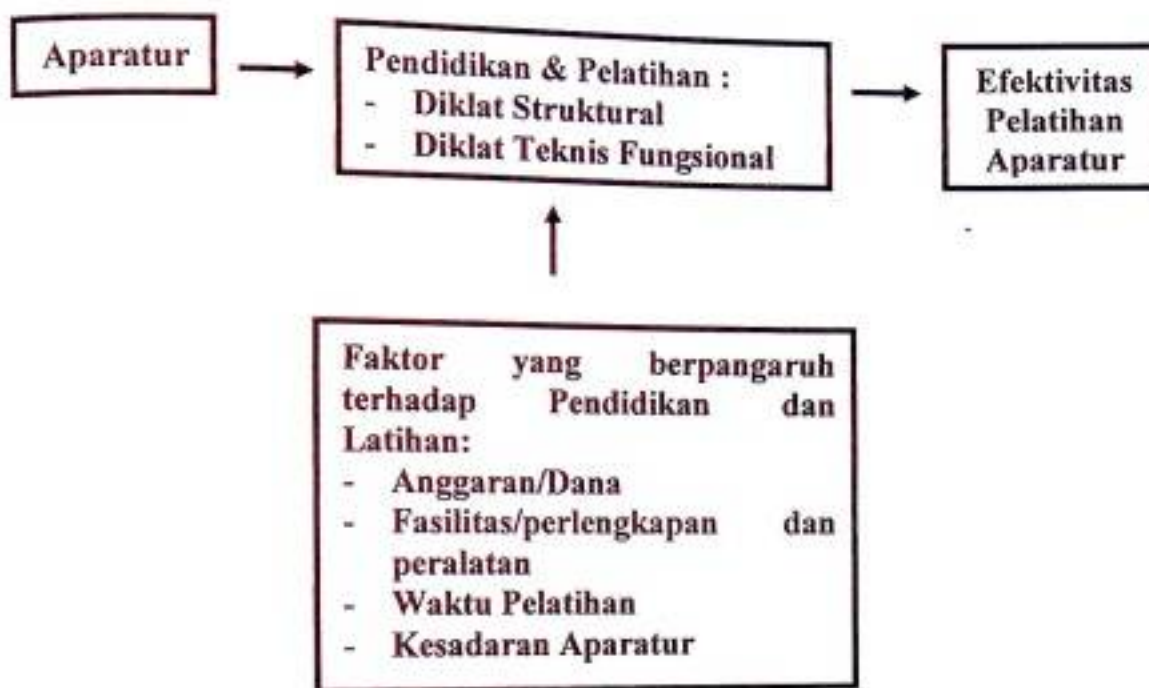 Aparatur
Pendidikan & Pelatihan :
- Diklat Struktural
- Diklat Teknis Fungsional
Efektivitas
Pelatihan
Aparatur
Faktor yang berpangaruh
terhadap Pendidikan dan
Latihan:
- Anggaran/Dana
- Fasilitas/perlengkapan dan
peralatan
- Waktu Pelatihan
- Kesadaran Aparatur